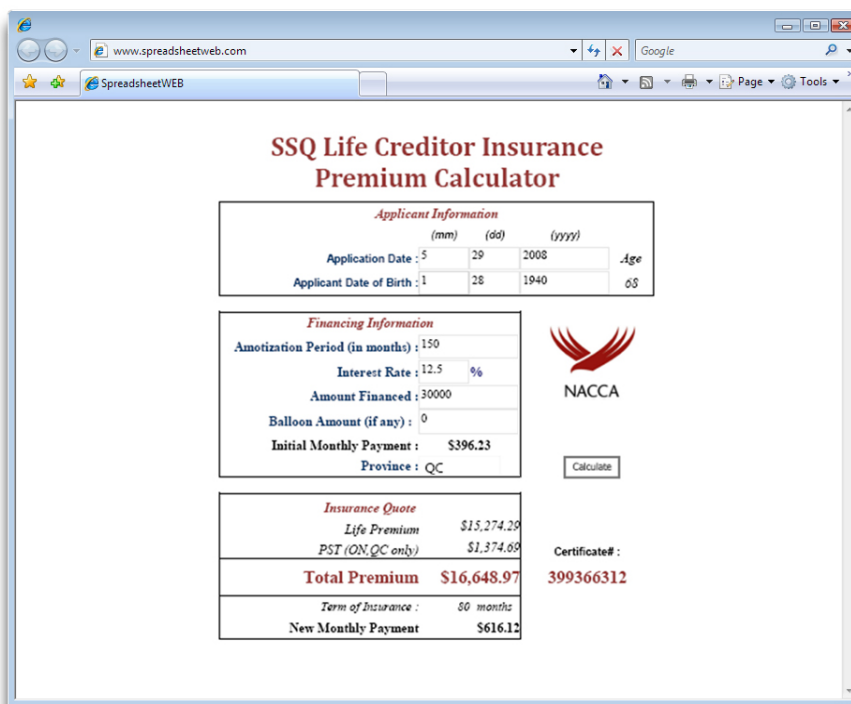 www.spreadsheetweb.com
Google
SpreadsheetWEB
Page
Tools
SSQ Life Creditor Insurance
Premium Calculator
Applicant Information
(mm) (dd) (yyyy)
Application Date : 5 29 2008 Age
Applicant Date of Birth : 1 28 1940 68
Financing Information
Amotization Period (in months) : 150
Interest Rate : 12.5 %
Amount Financed : 30000
Balloon Amount (if any) : 0
Initial Monthly Payment : $396.23
Province : QC
NACCA
Calculate
Insurance Quote
Life Premium $15,274.29
PST (ON,QC only) $1,374.69
Certificate# :
Total Premium $16,648.97 399366312
Term of Insurance : 80 months
New Monthly Payment $616.12